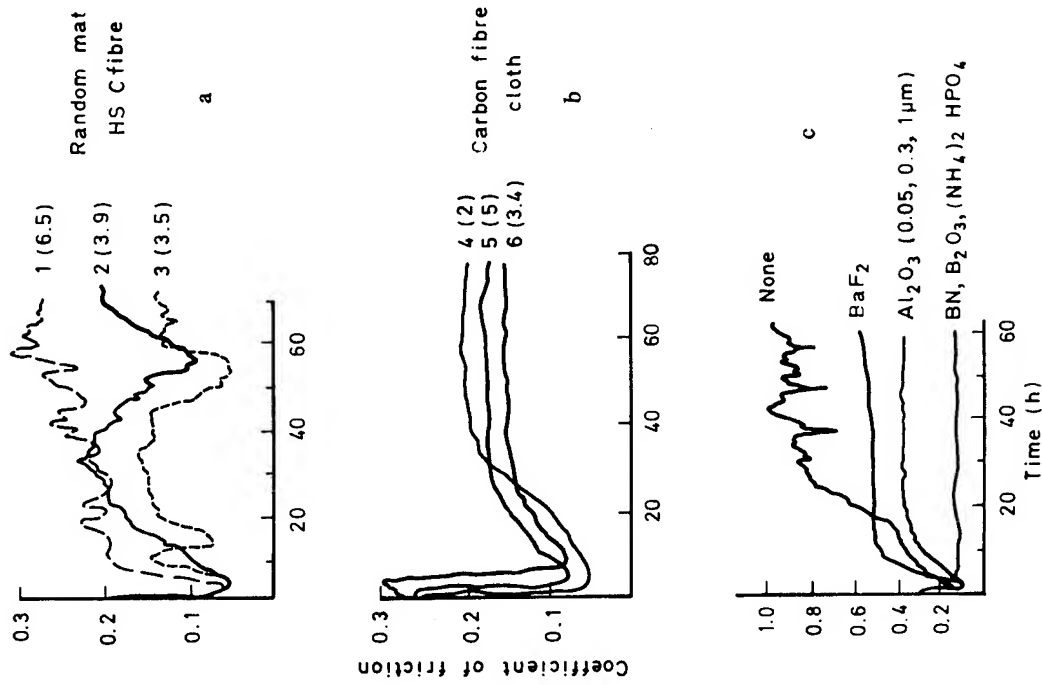 0.3
0.2
0.1
20
40
60
1 (6.5)
2 (3.9)
3 (3.5)
Random mat
HS C fibre
a
Coefficient of friction
0.3
0.2
0.1
20
40
60
80
4 (2)
5 (5)
6 (3.4)
Carbon fibre
cloth
b
1.0
0.8
0.6
0.4
0.2
20
40
60
Time (h)
None
BaF2
Al2O3 (0.05, 0.3, 1µm)
BN, B2O3, (NH4)2 HPO4
c